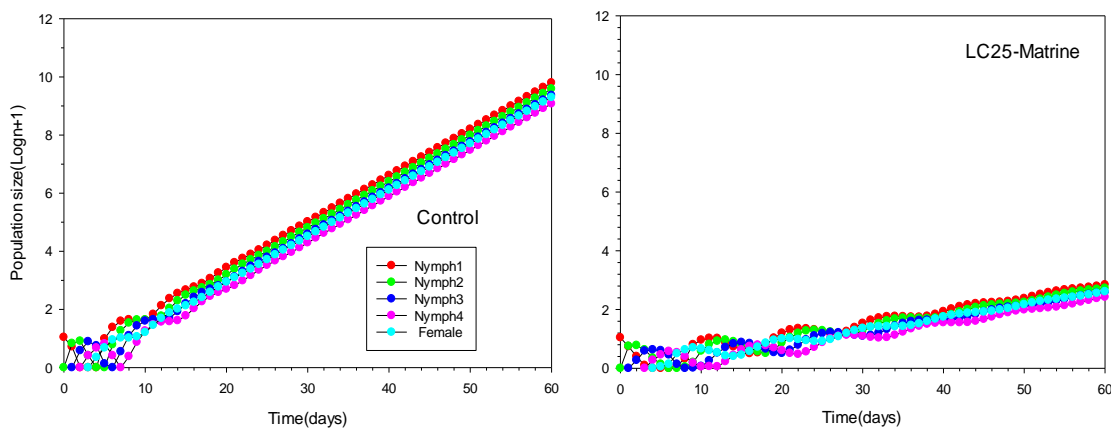 12
10
8
6
4
2
0
Population size(Logn+1)
Control
Nymph1
Nymph2
Nymph3
Nymph4
Female
0 10 20 30 40 50 60
Time(days)
12
10
8
6
4
2
0
LC25-Matrine
0 10 20 30 40 50 60
Time(days)